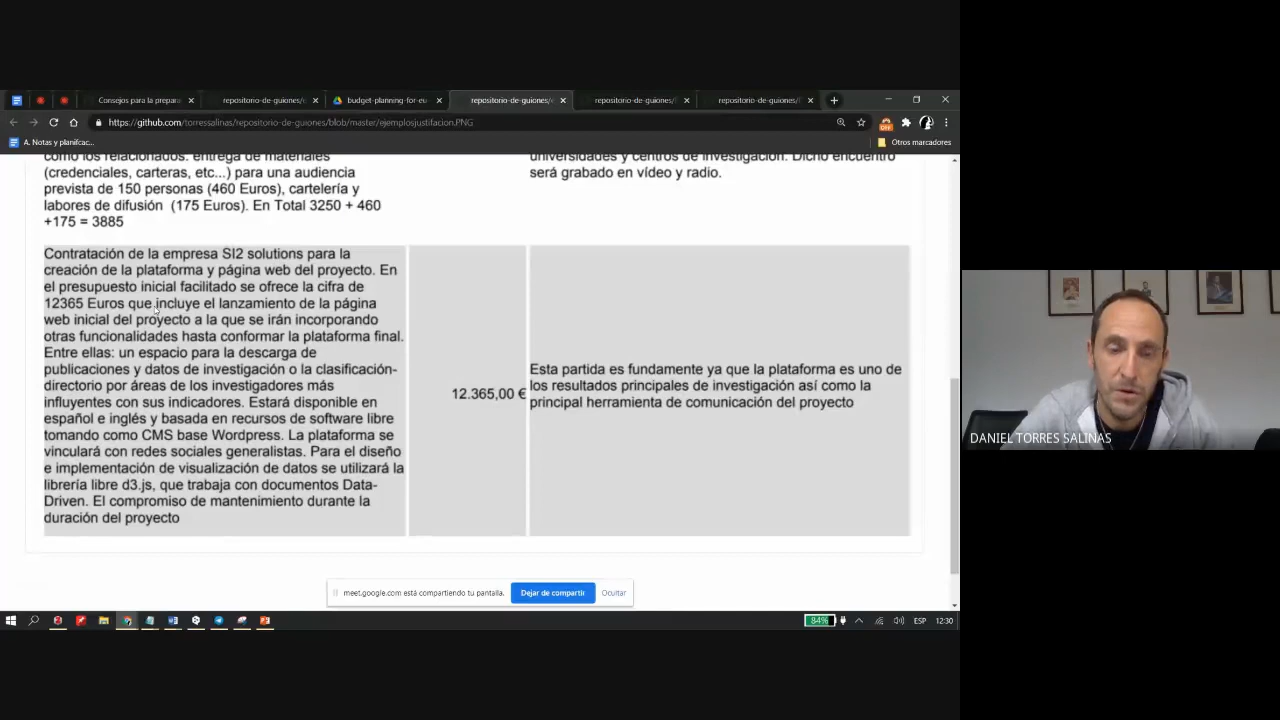 Consejos para la prepara
repositorio-de-guiones/e
budget-planning-for-eu
repositorio-de-guiones/e
repositorio-de-guiones/
repositorio-de-guiones/
https://github.com/torressalinas/repositorio-de-guiones/blob/master/ejemplosjustifacion.PNG
OFF
A. Notas y planifcac...
Otros marcadores
como los relacionados: entrega de materiales
(credenciales, carteras, etc...) para una audiencia
prevista de 150 personas (460 Euros), cartelería y
labores de difusión (175 Euros). En Total 3250 + 460
+175 = 3885
universidades y centros de investigación. Dicho encuentro
será grabado en vídeo y radio.
Contratación de la empresa SI2 solutions para la
creación de la plataforma y página web del proyecto. En
el presupuesto inicial facilitado se ofrece la cifra de
12365 Euros que incluye el lanzamiento de la página
web inicial del proyecto a la que se irán incorporando
otras funcionalidades hasta conformar la plataforma final.
Entre ellas: un espacio para la descarga de
publicaciones y datos de investigación o la clasificación-
directorio por áreas de los investigadores más
influyentes con sus indicadores. Estará disponible en
español e inglés y basada en recursos de software libre
tomando como CMS base Wordpress. La plataforma se
vinculará con redes sociales generalistas. Para el diseño
e implementación de visualización de datos se utilizará la
librería libre d3.js, que trabaja con documentos Data-
Driven. El compromiso de mantenimiento durante la
duración del proyecto
12.365,00 €
Esta partida es fundamente ya que la plataforma es uno de
los resultados principales de investigación así como la
principal herramienta de comunicación del proyecto
meet.google.com está compartiendo tu pantalla.
Dejar de compartir
Ocultar
84%
ESP
12:30
DANIEL TORRES SALINAS